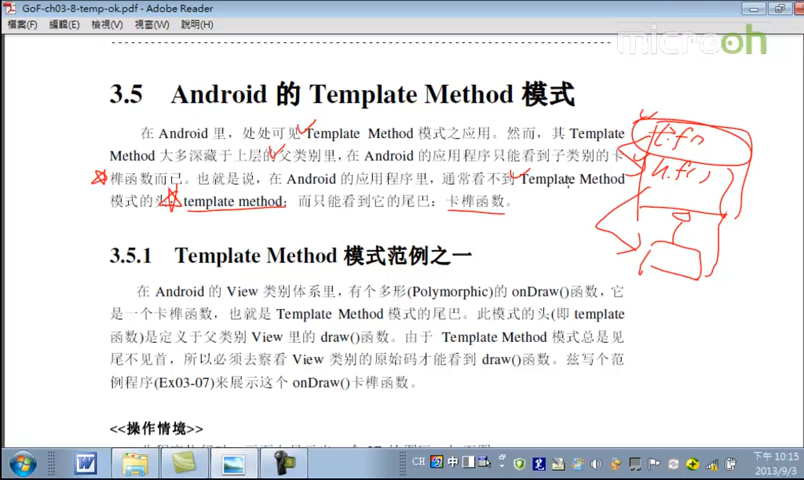 GoF-ch03-8-temp-ok.pdf - Adobe Reader
檔案(F) 編輯(E) 檢視(V) 視窗(W) 說明(H)
microoh
3.5 Android 的 Template Method 模式
在 Android 里，处处可见 Template Method 模式之应用。然而，其 Template
Method 大多深藏于上层的父类别里，在 Android 的应用程序只能看到子类别的卡
榫函数而已。也就是说，在 Android 的应用程序里，通常看不到 Template Method
模式的头: template method；而只能看到它的尾巴：卡榫函数。
t.fn
h.f()
3.5.1 Template Method 模式范例之一
在 Android 的 View 类别体系里，有个多形(Polymorphic)的 onDraw()函数，它
是一个卡榫函数，也就是 Template Method 模式的尾巴。此模式的头(即 template
函数)是定义于父类别 View 里的 draw()函数。由于 Template Method 模式总是见
尾不见首，所以必须去察看 View 类别的原始码才能看到 draw()函数。兹写个范
例程序(Ex03-07)来展示这个 onDraw()卡榫函数。
<<操作情境>>
CH 中
下午 10:15
2013/9/3